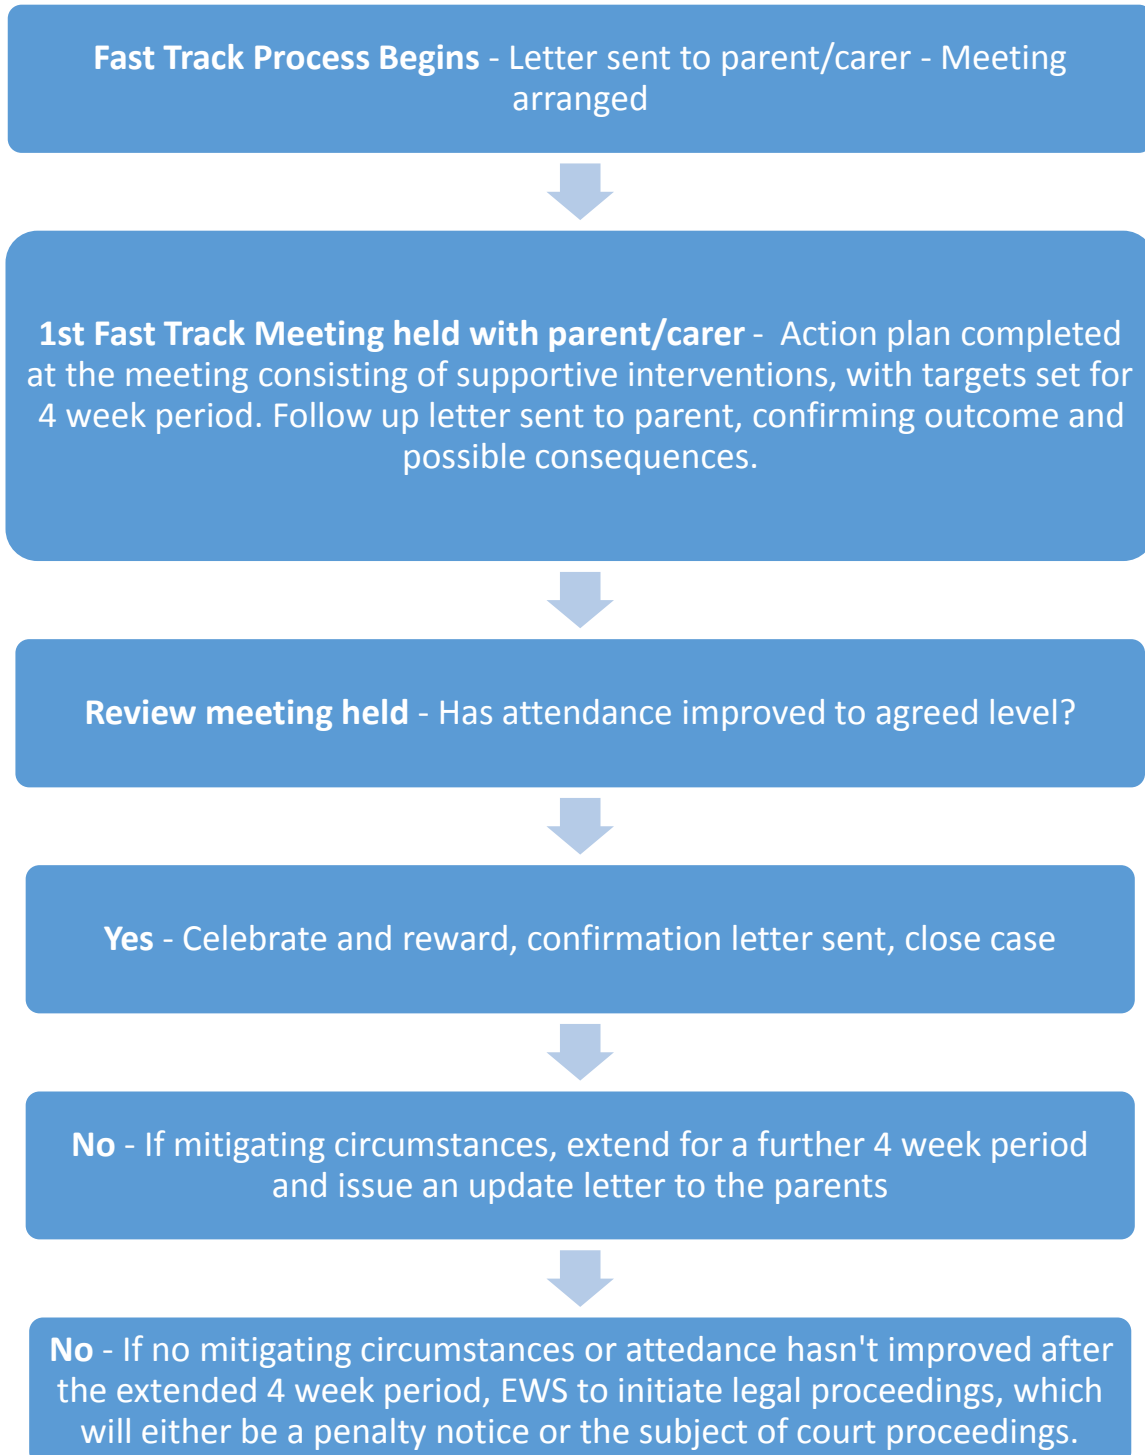 Fast Track Process Begins - Letter sent to parent/carer - Meeting
arranged
1st Fast Track Meeting held with parent/carer - Action plan completed
at the meeting consisting of supportive interventions, with targets set for
4 week period. Follow up letter sent to parent, confirming outcome and
possible consequences.
Review meeting held - Has attendance improved to agreed level?
Yes - Celebrate and reward, confirmation letter sent, close case
No - If mitigating circumstances, extend for a further 4 week period
and issue an update letter to the parents
No - If no mitigating circumstances or attedance hasn't improved after
the extended 4 week period, EWS to initiate legal proceedings, which
will either be a penalty notice or the subject of court proceedings.